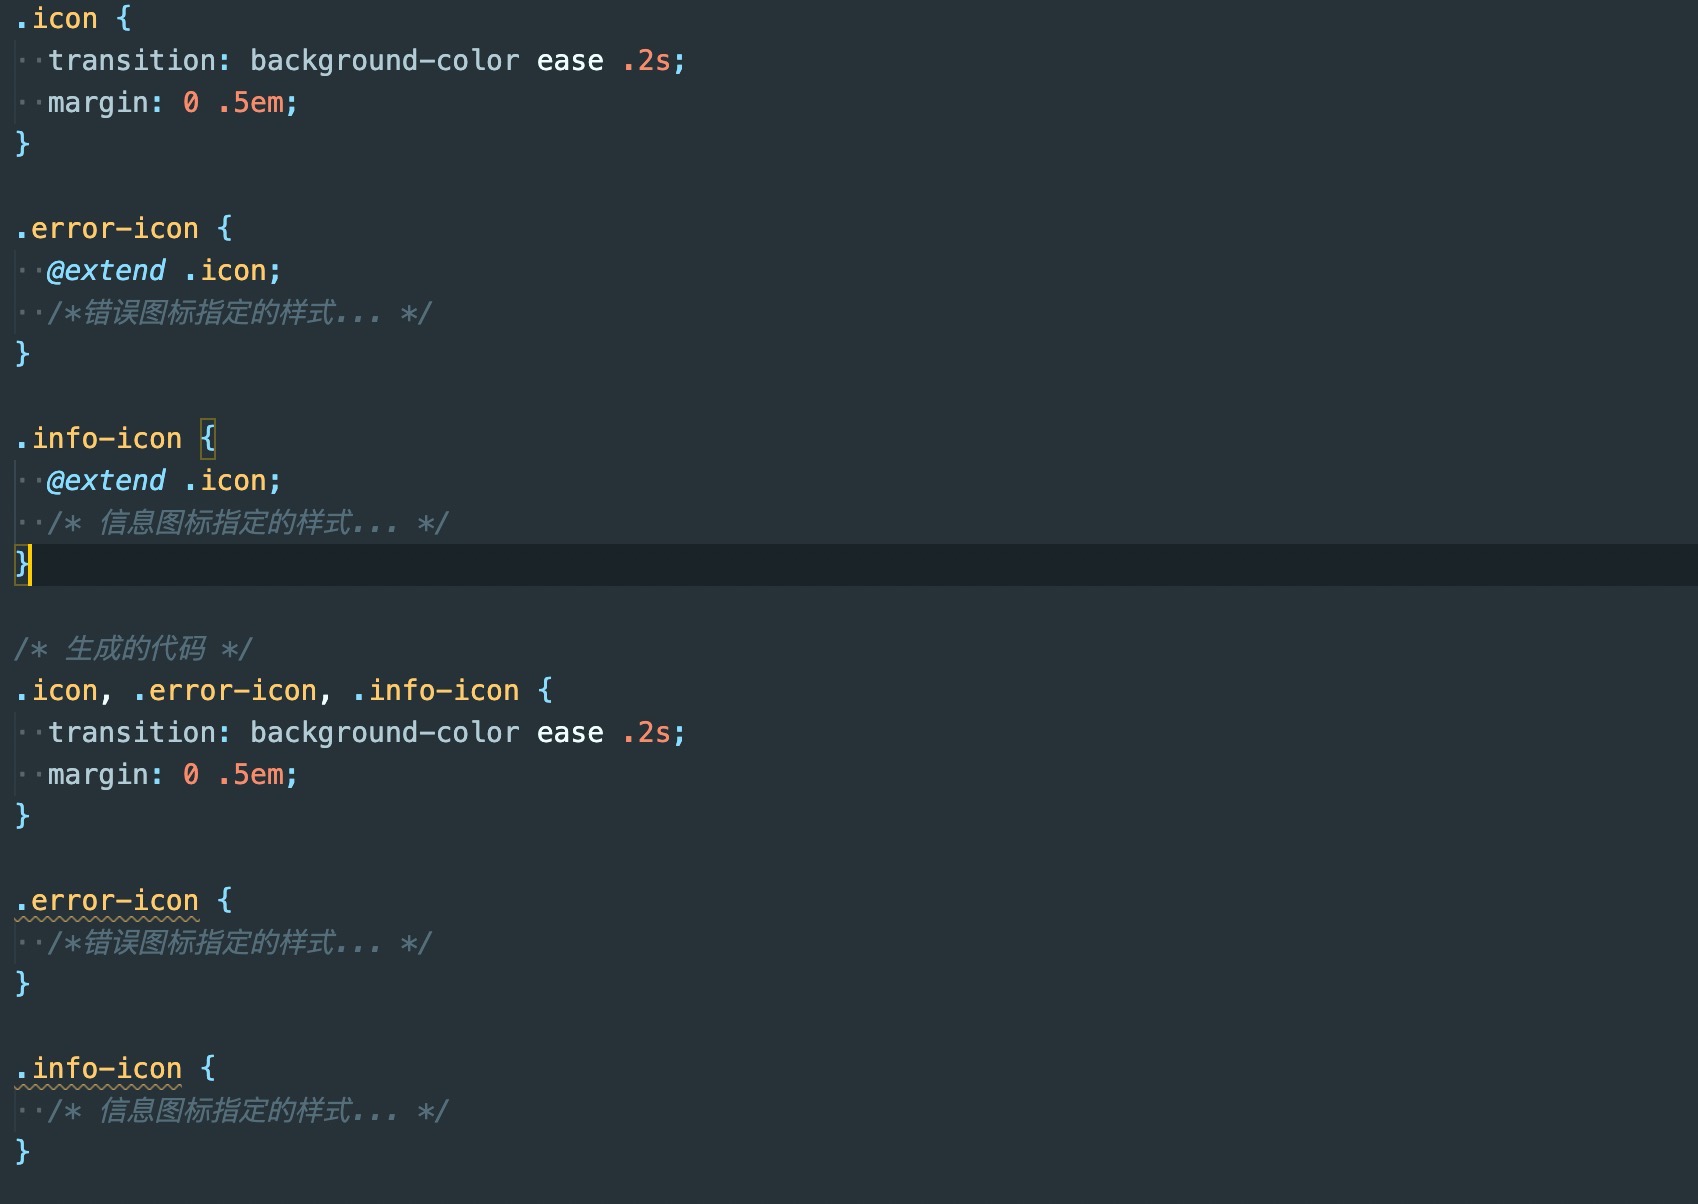 .icon {
  transition: background-color ease .2s;
  margin: 0 .5em;
}
.error-icon {
  @extend .icon;
  /*错误图标指定的样式... */
}
.info-icon {
  @extend .icon;
  /* 信息图标指定的样式... */
}
/* 生成的代码 */
.icon, .error-icon, .info-icon {
  transition: background-color ease .2s;
  margin: 0 .5em;
}
.error-icon {
  /*错误图标指定的样式... */
}
.info-icon {
  /* 信息图标指定的样式... */
}